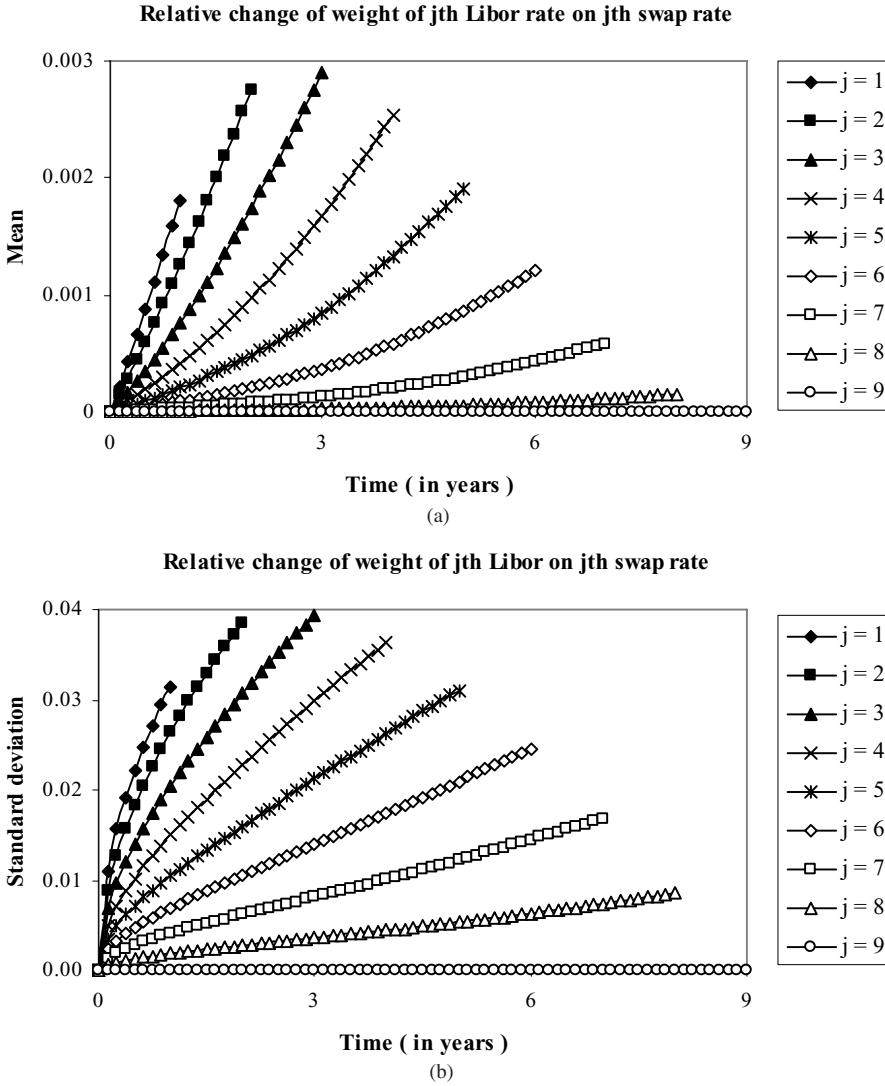 Relative change of weight of jth Libor rate on jth swap rate
0.003
0.002
0.001
0
Mean
0 3 6 9
Time ( in years )
j = 1
j = 2
j = 3
j = 4
j = 5
j = 6
j = 7
j = 8
j = 9
(a)
Relative change of weight of jth Libor on jth swap rate
0.04
0.03
0.02
0.01
0.00
Standard deviation
0 3 6 9
Time ( in years )
j = 1
j = 2
j = 3
j = 4
j = 5
j = 6
j = 7
j = 8
j = 9
(b)